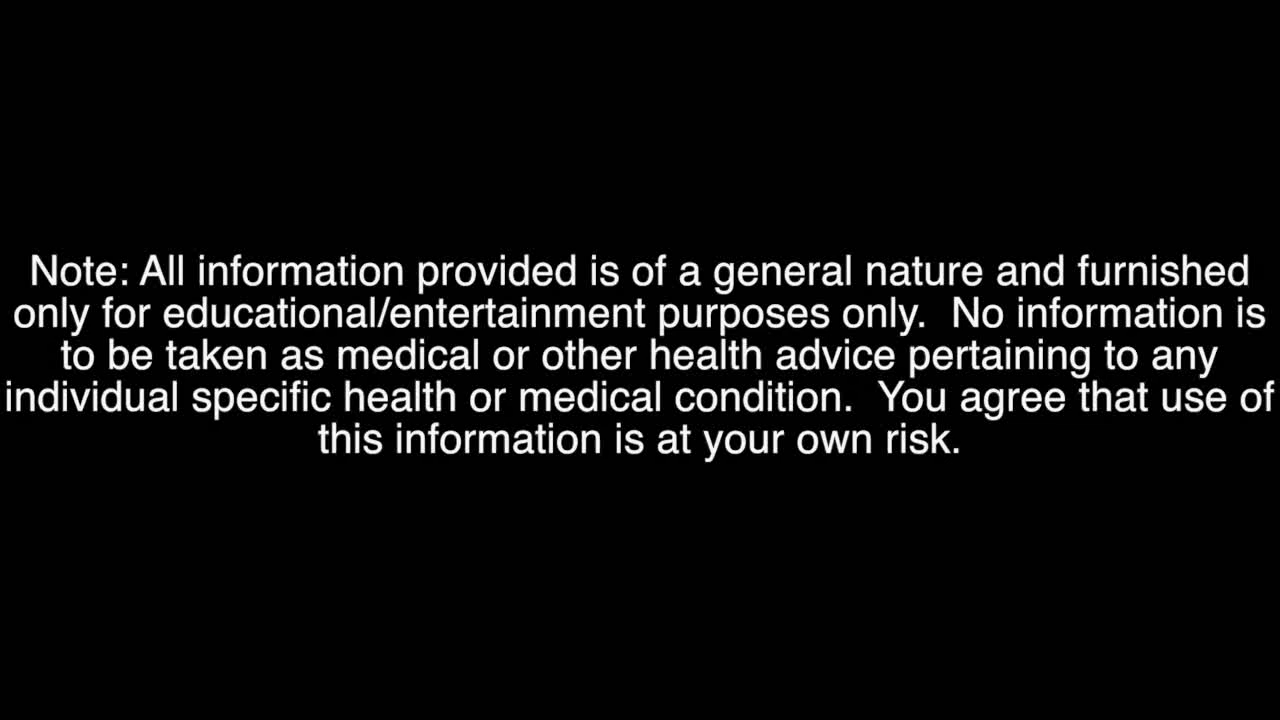 Note: All information provided is of a general nature and furnished
only for educational/entertainment purposes only.  No information is
to be taken as medical or other health advice pertaining to any
individual specific health or medical condition.  You agree that use of
this information is at your own risk.